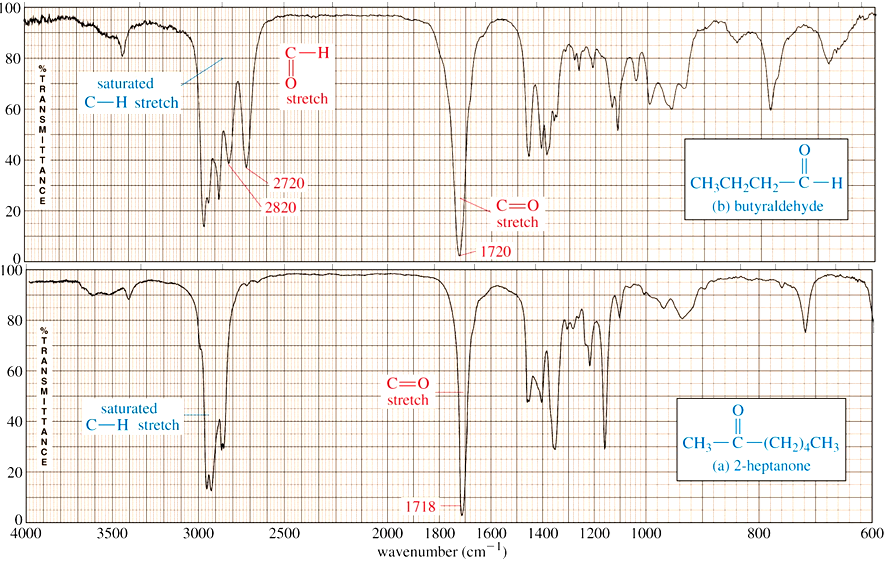 100
80
60
40
20
0
% TRANSMITTANCE
saturated
C—H stretch
C—H
O
stretch
2720
2820
C=O
stretch
1720
O
CH₃CH₂CH₂—C—H
(b) butyraldehyde
100
80
60
40
20
0
% TRANSMITTANCE
saturated
C—H stretch
C=O
stretch
1718
O
CH₃—C—(CH₂)₄CH₃
(a) 2-heptanone
4000 3500 3000 2500 2000 1800 1600 1400 1200 1000 800 600
wavenumber (cm⁻¹)